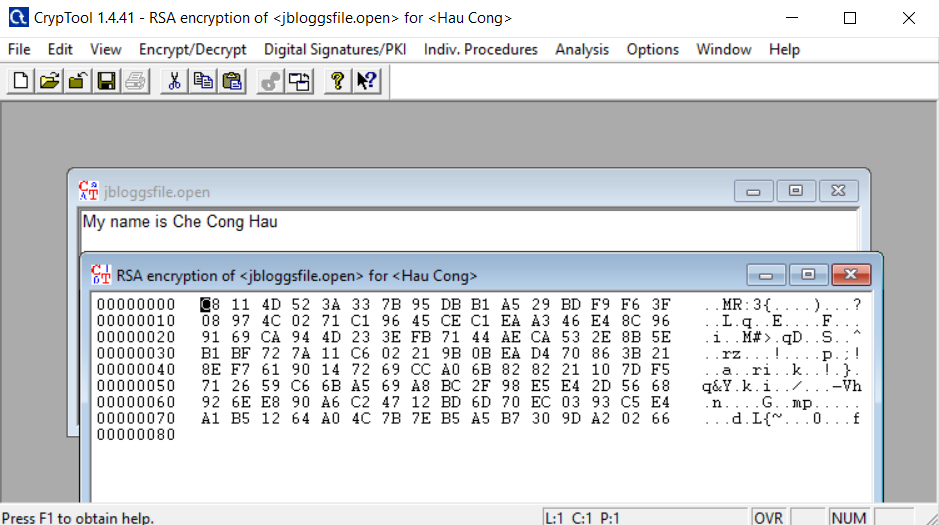 CrypTool 1.4.41 - RSA encryption of <jbloggsfile.open> for <Hau Cong>
File Edit View Encrypt/Decrypt Digital Signatures/PKI Indiv. Procedures Analysis Options Window Help
jbloggsfile.open
My name is Che Cong Hau
RSA encryption of <jbloggsfile.open> for <Hau Cong>
00000000 08 11 4D 52 3A 33 7B 95 DB B1 A5 29 BD F9 F6 3F ..MR:3{....)...?
00000010 08 97 4C 02 71 C1 96 45 CE C1 EA A3 46 E4 8C 96 ..L.q..E....F...
00000020 91 69 CA 94 4D 23 3E FB 71 44 AE CA 53 2E 8B 5E .i..M#>.qD..S..^
00000030 B1 BF 72 7A 11 C6 02 21 9B 0B EA D4 70 86 3B 21 ..rz...!....p.;!
00000040 8E F7 61 90 14 72 69 CC A0 6B 82 82 21 10 7D F5 ..a..ri..k..!.}.
00000050 71 26 59 C6 6B A5 69 A8 BC 2F 98 E5 E4 2D 56 68 q&Y.k.i../...-Vh
00000060 92 6E E8 90 A6 C2 47 12 BD 6D 70 EC 03 93 C5 E4 .n....G..mp.....
00000070 A1 B5 12 64 A0 4C 7B 7E B5 A5 B7 30 9D A2 02 66 ...d.L{~...0...f
00000080
Press F1 to obtain help. L:1 C:1 P:1 OVR NUM